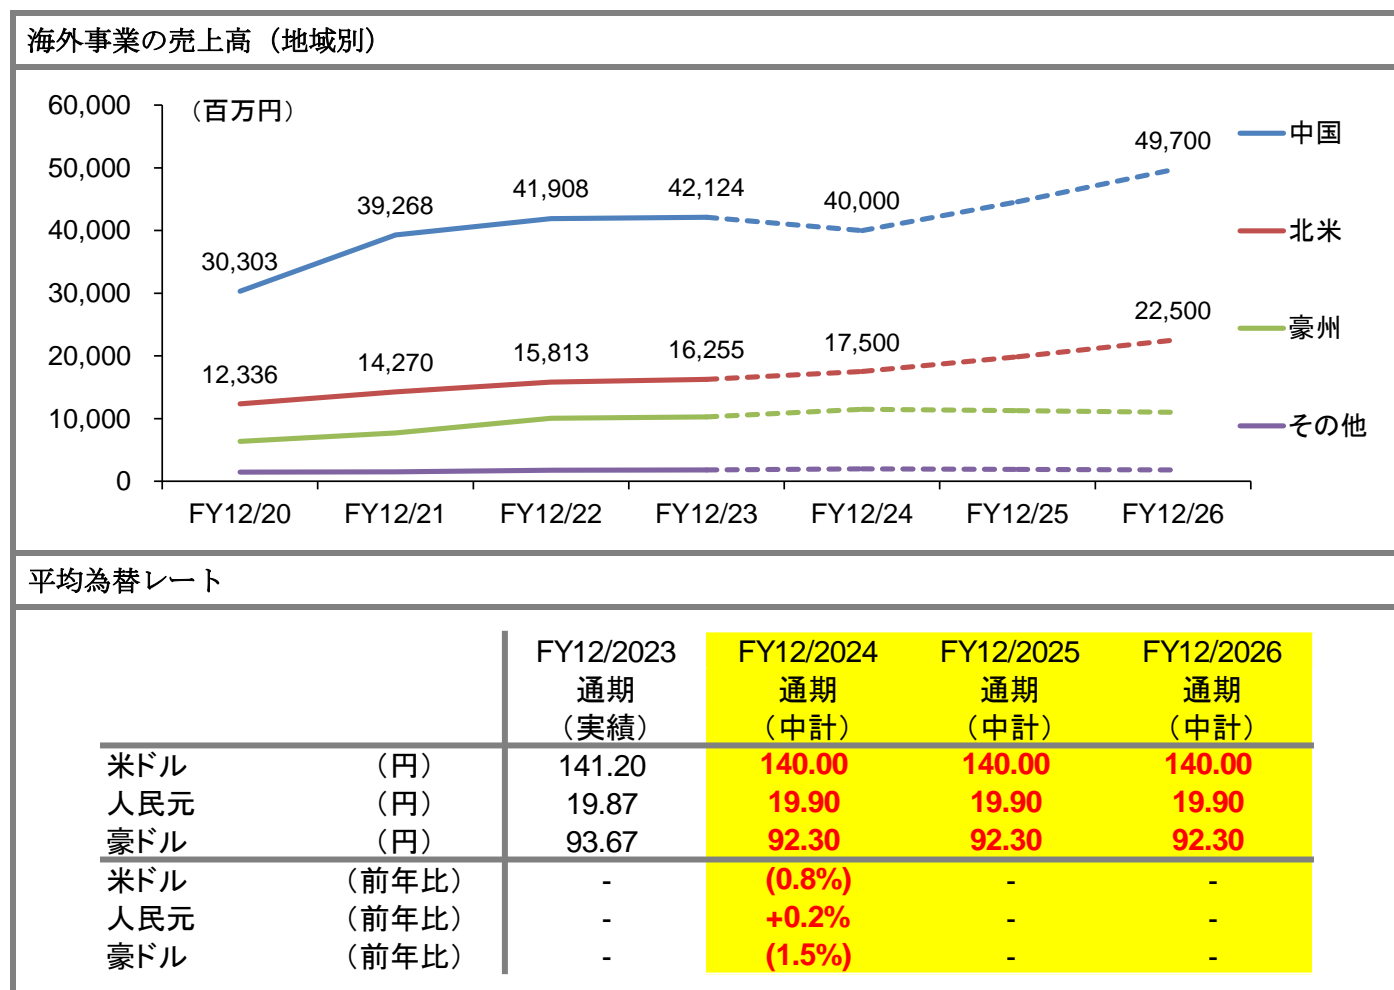 海外事業の売上高（地域別）
60,000
（百万円）
50,000
40,000
30,000
20,000
10,000
0
30,303
39,268
41,908
42,124
40,000
49,700
12,336
14,270
15,813
16,255
17,500
22,500
中国
北米
豪州
その他
FY12/20 FY12/21 FY12/22 FY12/23 FY12/24 FY12/25 FY12/26
平均為替レート
FY12/2023 FY12/2024 FY12/2025 FY12/2026
通期 通期 通期 通期
（実績） （中計） （中計） （中計）
米ドル （円） 141.20 140.00 140.00 140.00
人民元 （円） 19.87 19.90 19.90 19.90
豪ドル （円） 93.67 92.30 92.30 92.30
米ドル （前年比） - (0.8%) - -
人民元 （前年比） - +0.2% - -
豪ドル （前年比） - (1.5%) - -